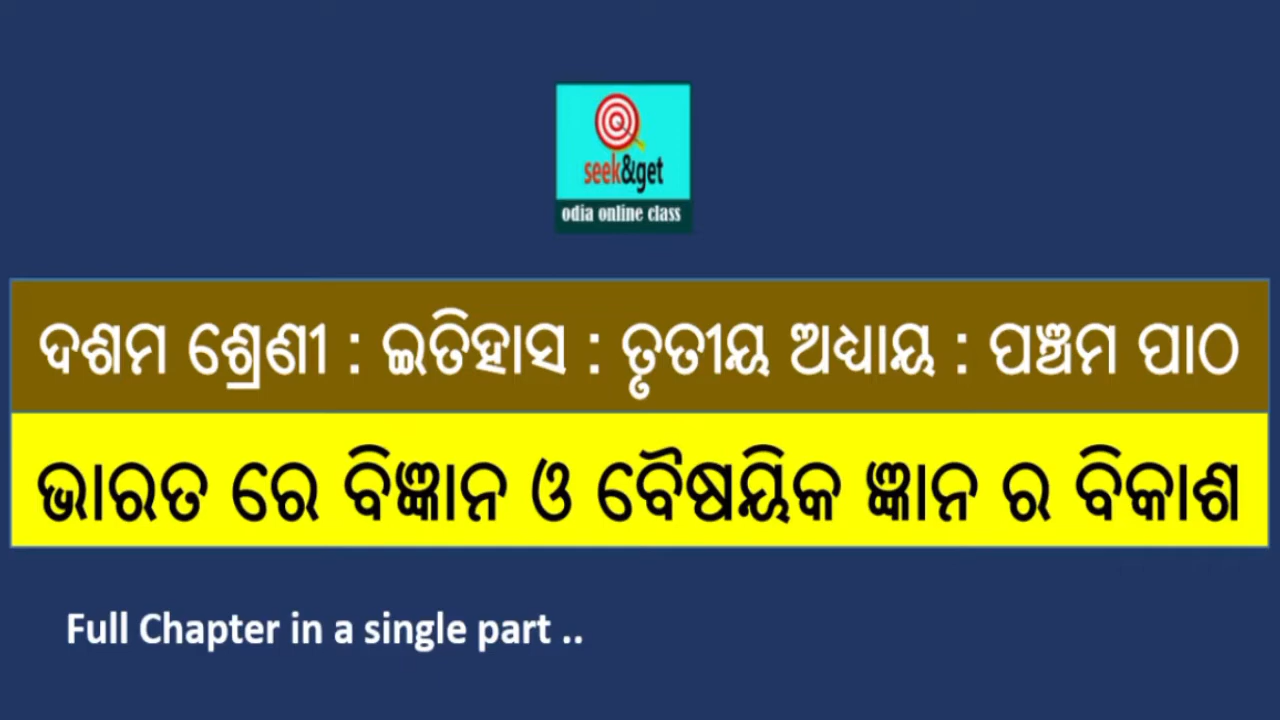 seek&get
odia online class
ଦଶମ ଶ୍ରେଣୀ : ଇତିହାସ : ତୃତୀୟ ଅଧ୍ୟାୟ : ପଞ୍ଚମ ପାଠ
ଭାରତ ରେ ବିଜ୍ଞାନ ଓ ବୈଷୟିକ ଜ୍ଞାନ ର ବିକାଶ
Full Chapter in a single part ..